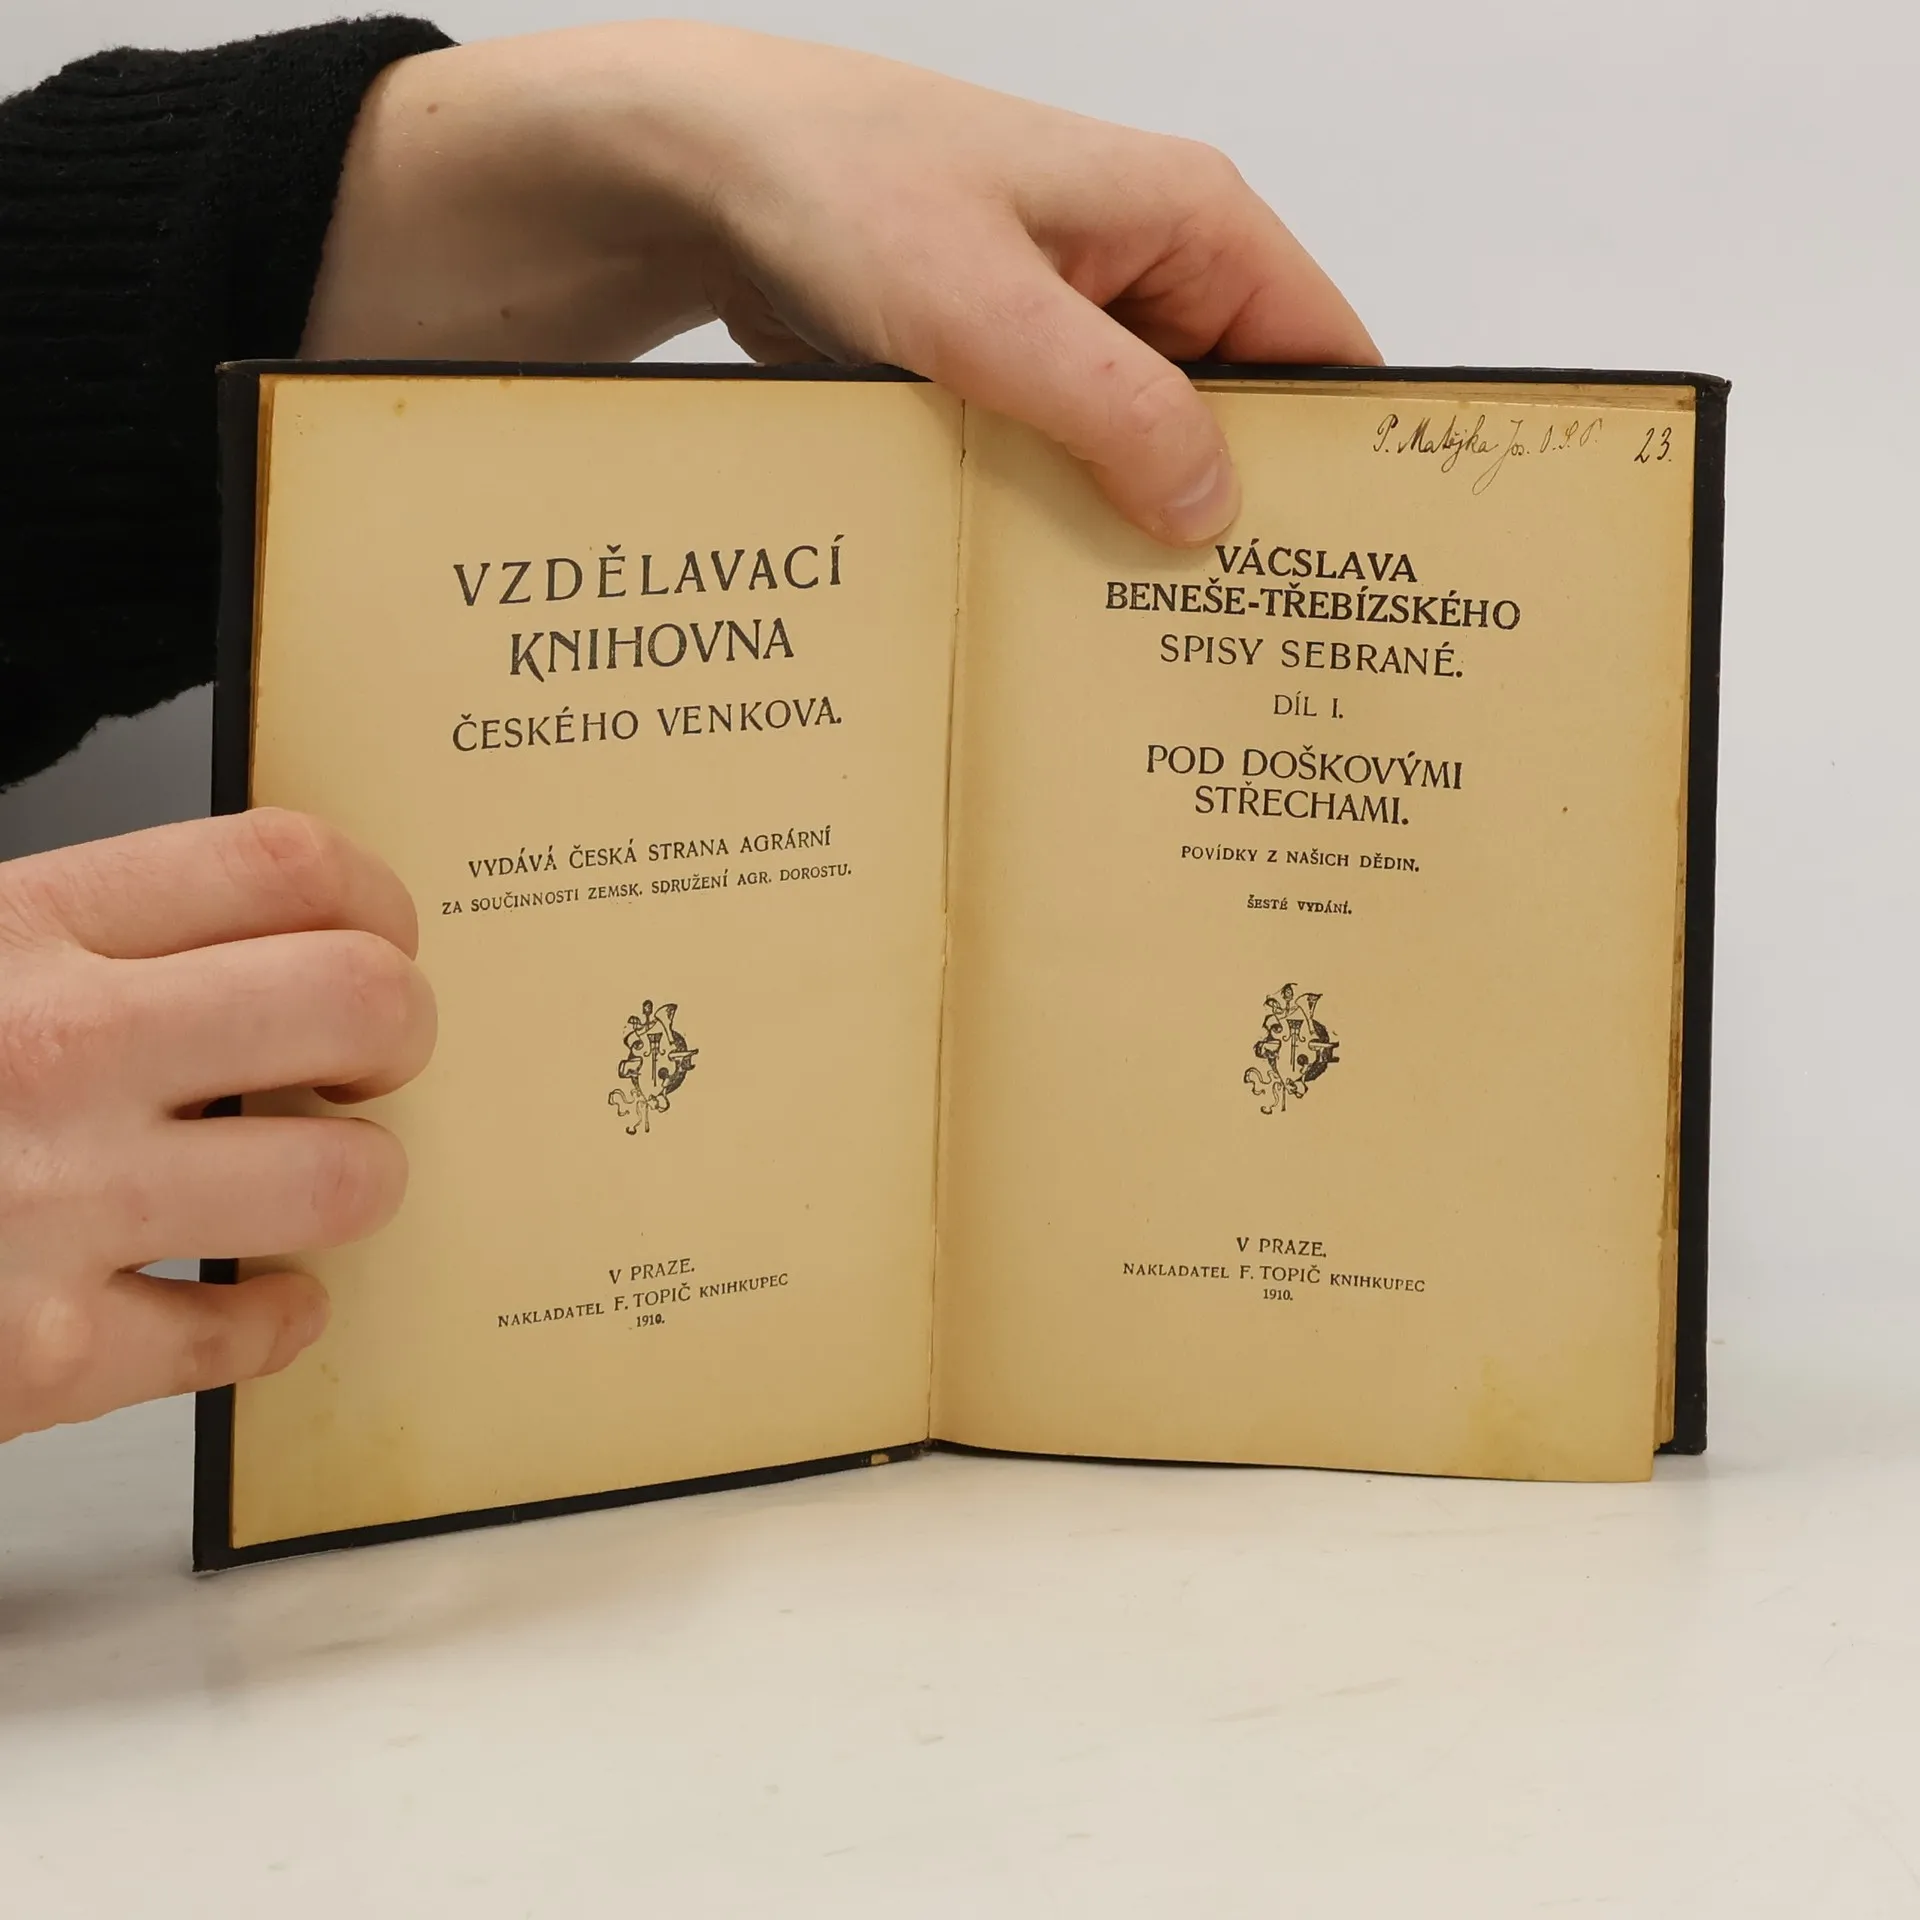 VZDĚLAVACÍ
KNIHOVNA
ČESKÉHO VENKOVA.
VYDÁVÁ ČESKÁ STRANA AGRÁRNÍ
ZA SOUČINNOSTI ZEMSK. SDRUŽENÍ AGR. DOROSTU.
V PRAZE.
NAKLADATEL F. TOPIČ KNIHKUPEC
1910.
P. Matějka Jos. 23.
VÁCSLAVA
BENEŠE-TŘEBÍZSKÉHO
SPISY SEBRANÉ.
DÍL I.
POD DOŠKOVÝMI
STŘECHAMI.
POVÍDKY Z NAŠICH DĚDIN.
ŠESTÉ VYDÁNÍ.
V PRAZE.
NAKLADATEL F. TOPIČ KNIHKUPEC
1910.